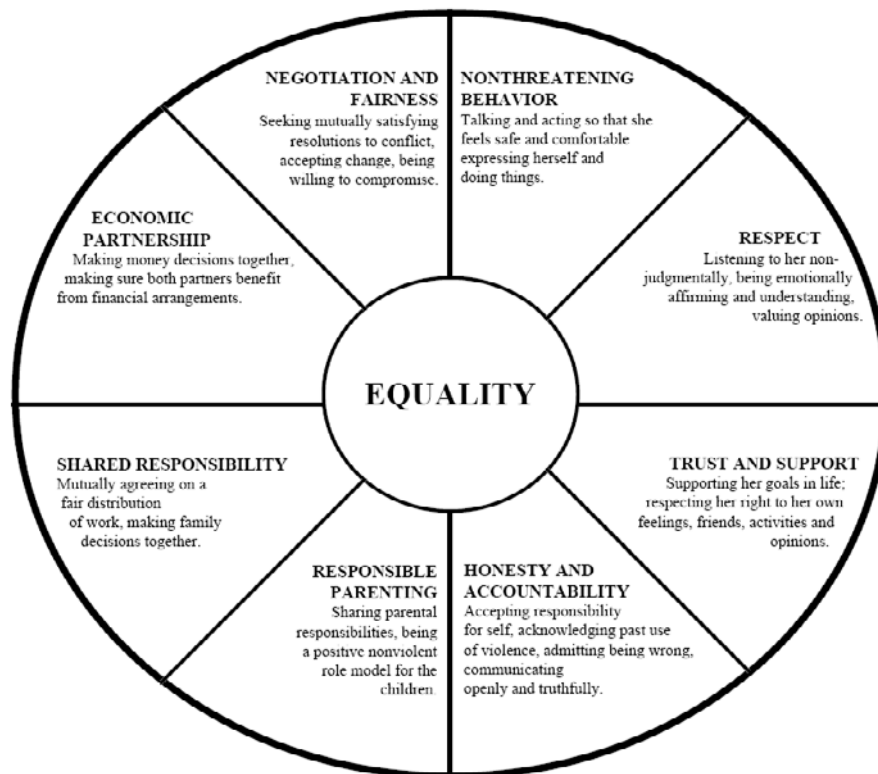 NEGOTIATION AND
FAIRNESS
Seeking mutually satisfying
resolutions to conflict,
accepting change, being
willing to compromise.
NONTHREATENING
BEHAVIOR
Talking and acting so that she
feels safe and comfortable
expressing herself and
doing things.
ECONOMIC
PARTNERSHIP
Making money decisions together,
making sure both partners benefit
from financial arrangements.
RESPECT
Listening to her non-
judgmentally, being emotionally
affirming and understanding,
valuing opinions.
EQUALITY
SHARED RESPONSIBILITY
Mutually agreeing on a
fair distribution
of work, making family
decisions together.
TRUST AND SUPPORT
Supporting her goals in life;
respecting her right to her own
feelings, friends, activities and
opinions.
RESPONSIBLE
PARENTING
Sharing parental
responsibilities, being
a positive nonviolent
role model for the
children.
HONESTY AND
ACCOUNTABILITY
Accepting responsibility
for self, acknowledging past use
of violence, admitting being wrong,
communicating
openly and truthfully.